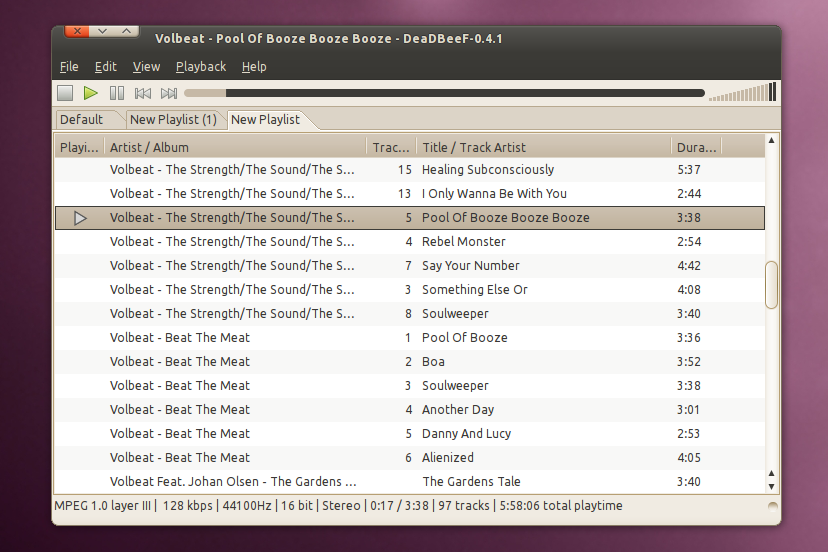 Volbeat - Pool Of Booze Booze Booze - DeaDBeeF-0.4.1
File Edit View Playback Help
Default New Playlist (1) New Playlist
Playi... Artist / Album Trac... Title / Track Artist Dura...
Volbeat - The Strength/The Sound/The S... 15 Healing Subconsciously 5:37
Volbeat - The Strength/The Sound/The S... 13 I Only Wanna Be With You 2:44
Volbeat - The Strength/The Sound/The S... 5 Pool Of Booze Booze Booze 3:38
Volbeat - The Strength/The Sound/The S... 4 Rebel Monster 2:54
Volbeat - The Strength/The Sound/The S... 7 Say Your Number 4:42
Volbeat - The Strength/The Sound/The S... 3 Something Else Or 4:08
Volbeat - The Strength/The Sound/The S... 8 Soulweeper 3:40
Volbeat - Beat The Meat 1 Pool Of Booze 3:36
Volbeat - Beat The Meat 2 Boa 3:52
Volbeat - Beat The Meat 3 Soulweeper 3:38
Volbeat - Beat The Meat 4 Another Day 3:01
Volbeat - Beat The Meat 5 Danny And Lucy 2:53
Volbeat - Beat The Meat 6 Alienized 4:05
Volbeat Feat. Johan Olsen - The Gardens ... The Gardens Tale 3:40
MPEG 1.0 layer III | 128 kbps | 44100Hz | 16 bit | Stereo | 0:17 / 3:38 | 97 tracks | 5:58:06 total playtime